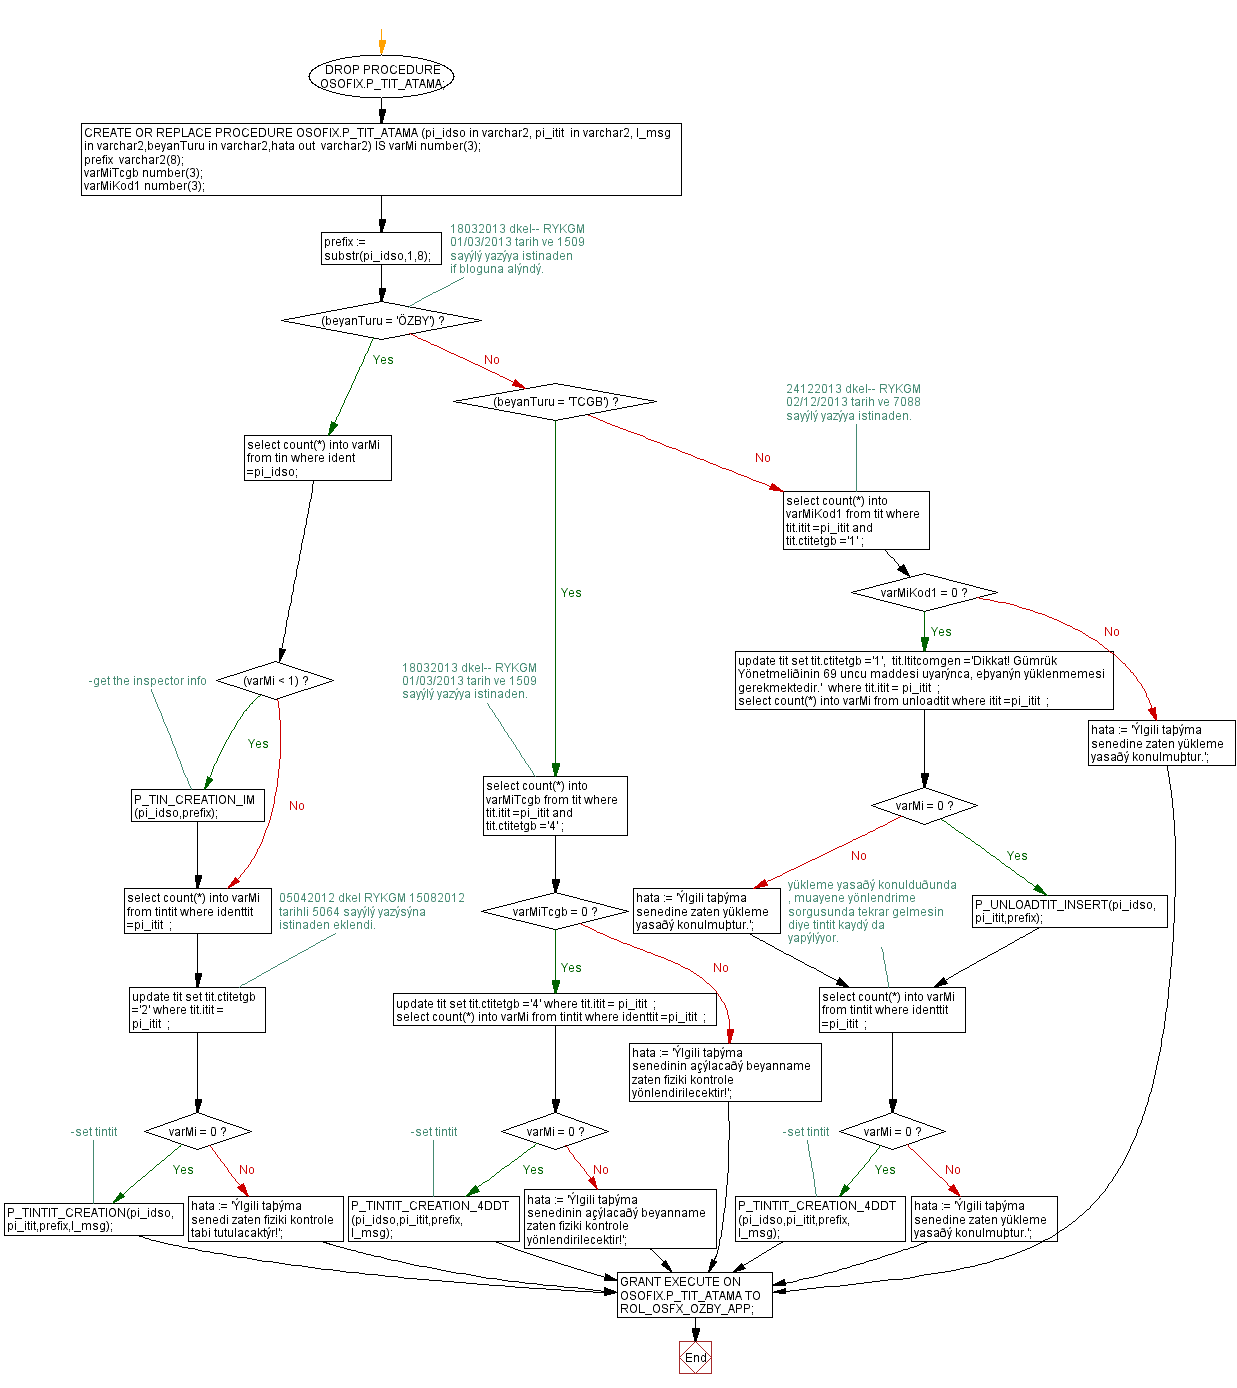 DROP PROCEDURE
OSOFIX.P_TIT_ATAMA;
CREATE OR REPLACE PROCEDURE OSOFIX.P_TIT_ATAMA (pi_idso in varchar2, pi_itit  in varchar2, l_msg
in varchar2,beyanTuru in varchar2,hata out  varchar2) IS varMi number(3);
prefix  varchar2(8);
varMiTcgb number(3);
varMiKod1 number(3);
prefix :=
substr(pi_idso,1,8);
18032013 dkel-- RYKGM
01/03/2013 tarih ve 1509
sayýlý yazýya istinaden
if bloguna alýndý.
(beyanTuru = 'ÖZBY') ?
Yes
No
(beyanTuru = 'TCGB') ?
24122013 dkel-- RYKGM
02/12/2013 tarih ve 7088
sayýlý yazýya istinaden.
select count(*) into varMi
from tin where ident
=pi_idso;
No
select count(*) into
varMiKod1 from tit where
tit.itit =pi_itit and
tit.ctitetgb ='1' ;
Yes
varMiKod1 = 0 ?
Yes
No
18032013 dkel-- RYKGM
01/03/2013 tarih ve 1509
sayýlý yazýya istinaden.
-get the inspector info
(varMi < 1) ?
update tit set tit.ctitetgb ='1',  tit.ltitcomgen ='Dikkat! Gümrük
Yönetmeliðinin 69 uncu maddesi uyarýnca, eþyanýn yüklenmemesi
gerekmektedir.'  where tit.itit = pi_itit  ;
select count(*) into varMi from unloadtit where itit =pi_itit  ;
hata := 'Ýlgili taþýma
senedine zaten yükleme
yasaðý konulmuþtur.';
Yes
No
P_TIN_CREATION_IM
(pi_idso,prefix);
select count(*) into
varMiTcgb from tit where
tit.itit =pi_itit and
tit.ctitetgb ='4' ;
varMi = 0 ?
No
Yes
select count(*) into varMi
from tintit where identtit
=pi_itit  ;
05042012 dkel RYKGM 15082012
tarihli 5064 sayýlý yazýsýna
istinaden eklendi.
varMiTcgb = 0 ?
hata := 'Ýlgili taþýma
senedine zaten yükleme
yasaðý konulmuþtur.';
yükleme yasaðý konulduðunda
, muayene yönlendirme
sorgusunda tekrar gelmesin
diye tintit kaydý da
yapýlýyor.
P_UNLOADTIT_INSERT(pi_idso,
pi_itit,prefix);
Yes
No
update tit set tit.ctitetgb
='2' where tit.itit =
pi_itit  ;
update tit set tit.ctitetgb ='4' where tit.itit = pi_itit  ;
select count(*) into varMi from tintit where identtit =pi_itit  ;
select count(*) into varMi
from tintit where identtit
=pi_itit  ;
hata := 'Ýlgili taþýma
senedinin açýlacaðý beyanname
zaten fiziki kontrole
yönlendirilecektir!';
-set tintit
varMi = 0 ?
-set tintit
varMi = 0 ?
-set tintit
varMi = 0 ?
Yes
No
Yes
No
Yes
No
P_TINTIT_CREATION(pi_idso,
pi_itit,prefix,l_msg);
hata := 'Ýlgili taþýma
senedi zaten fiziki kontrole
tabi tutulacaktýr!';
P_TINTIT_CREATION_4DDT
(pi_idso,pi_itit,prefix,
l_msg);
hata := 'Ýlgili taþýma
senedinin açýlacaðý beyanname
zaten fiziki kontrole
yönlendirilecektir!';
P_TINTIT_CREATION_4DDT
(pi_idso,pi_itit,prefix,
l_msg);
hata := 'Ýlgili taþýma
senedine zaten yükleme
yasaðý konulmuþtur.';
GRANT EXECUTE ON
OSOFIX.P_TIT_ATAMA TO
ROL_OSFX_OZBY_APP;
End